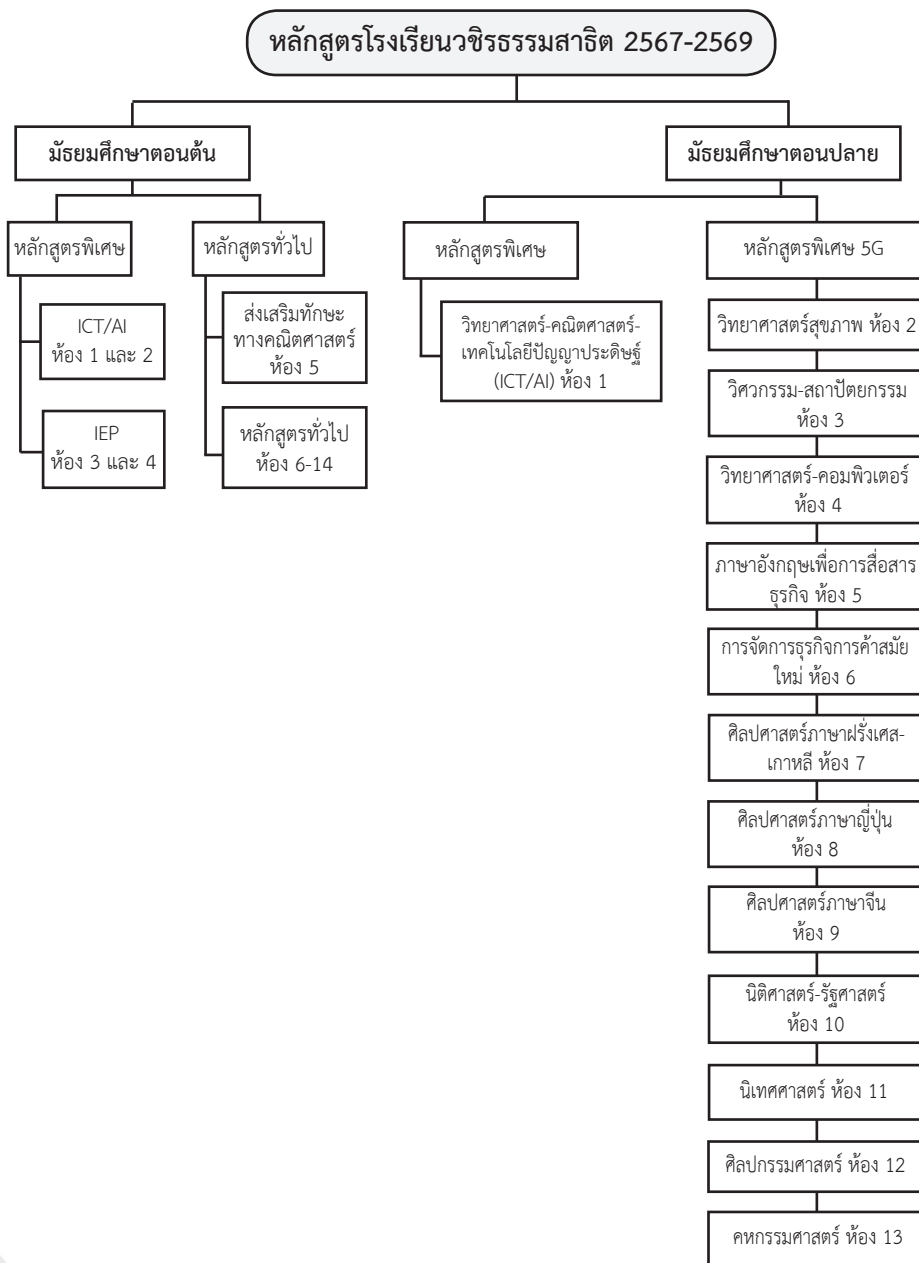 หลักสูตรโรงเรียนวชิรธรรมสาธิต 2567-2569
มัธยมศึกษาตอนต้น
มัธยมศึกษาตอนปลาย
หลักสูตรพิเศษ
หลักสูตรทั่วไป
หลักสูตรพิเศษ
หลักสูตรพิเศษ 5G
ICT/AI
ห้อง 1 และ 2
IEP
ห้อง 3 และ 4
ส่งเสริมทักษะ
ทางคณิตศาสตร์
ห้อง 5
หลักสูตรทั่วไป
ห้อง 6-14
วิทยาศาสตร์-คณิตศาสตร์-
เทคโนโลยีปัญญาประดิษฐ์
(ICT/AI) ห้อง 1
วิทยาศาสตร์สุขภาพ ห้อง 2
วิศวกรรม-สถาปัตยกรรม
ห้อง 3
วิทยาศาสตร์-คอมพิวเตอร์
ห้อง 4
ภาษาอังกฤษเพื่อการสื่อสาร
ธุรกิจ ห้อง 5
การจัดการธุรกิจการค้าสมัย
ใหม่ ห้อง 6
ศิลปศาสตร์ภาษาฝรั่งเศส-
เกาหลี ห้อง 7
ศิลปศาสตร์ภาษาญี่ปุ่น
ห้อง 8
ศิลปศาสตร์ภาษาจีน
ห้อง 9
นิติศาสตร์-รัฐศาสตร์
ห้อง 10
นิเทศศาสตร์ ห้อง 11
ศิลปกรรมศาสตร์ ห้อง 12
คหกรรมศาสตร์ ห้อง 13